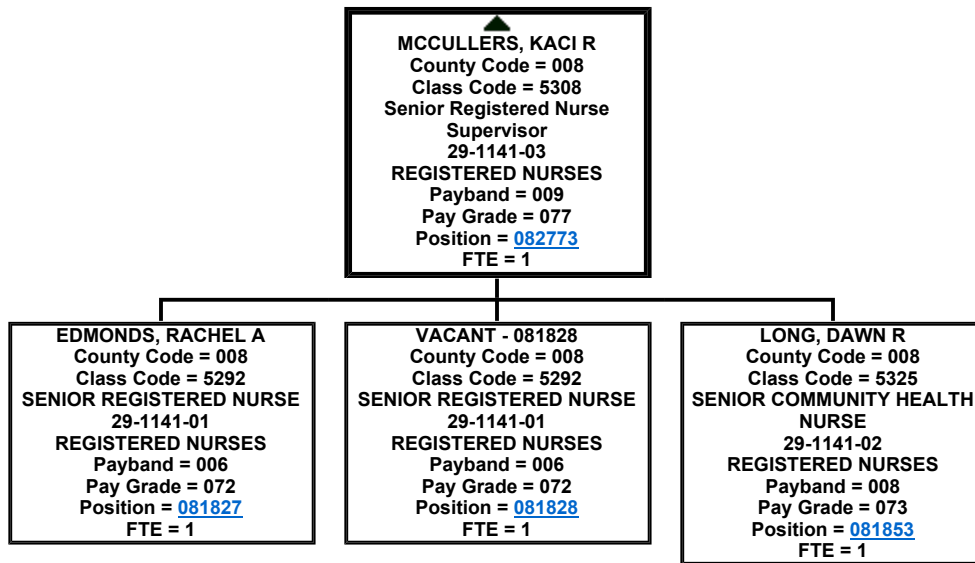 MCCULLERS, KACI R
County Code = 008
Class Code = 5308
Senior Registered Nurse
Supervisor
29-1141-03
REGISTERED NURSES
Payband = 009
Pay Grade = 077
Position = 082773
FTE = 1
EDMONDS, RACHEL A
County Code = 008
Class Code = 5292
SENIOR REGISTERED NURSE
29-1141-01
REGISTERED NURSES
Payband = 006
Pay Grade = 072
Position = 081827
FTE = 1
VACANT - 081828
County Code = 008
Class Code = 5292
SENIOR REGISTERED NURSE
29-1141-01
REGISTERED NURSES
Payband = 006
Pay Grade = 072
Position = 081828
FTE = 1
LONG, DAWN R
County Code = 008
Class Code = 5325
SENIOR COMMUNITY HEALTH
NURSE
29-1141-02
REGISTERED NURSES
Payband = 008
Pay Grade = 073
Position = 081853
FTE = 1